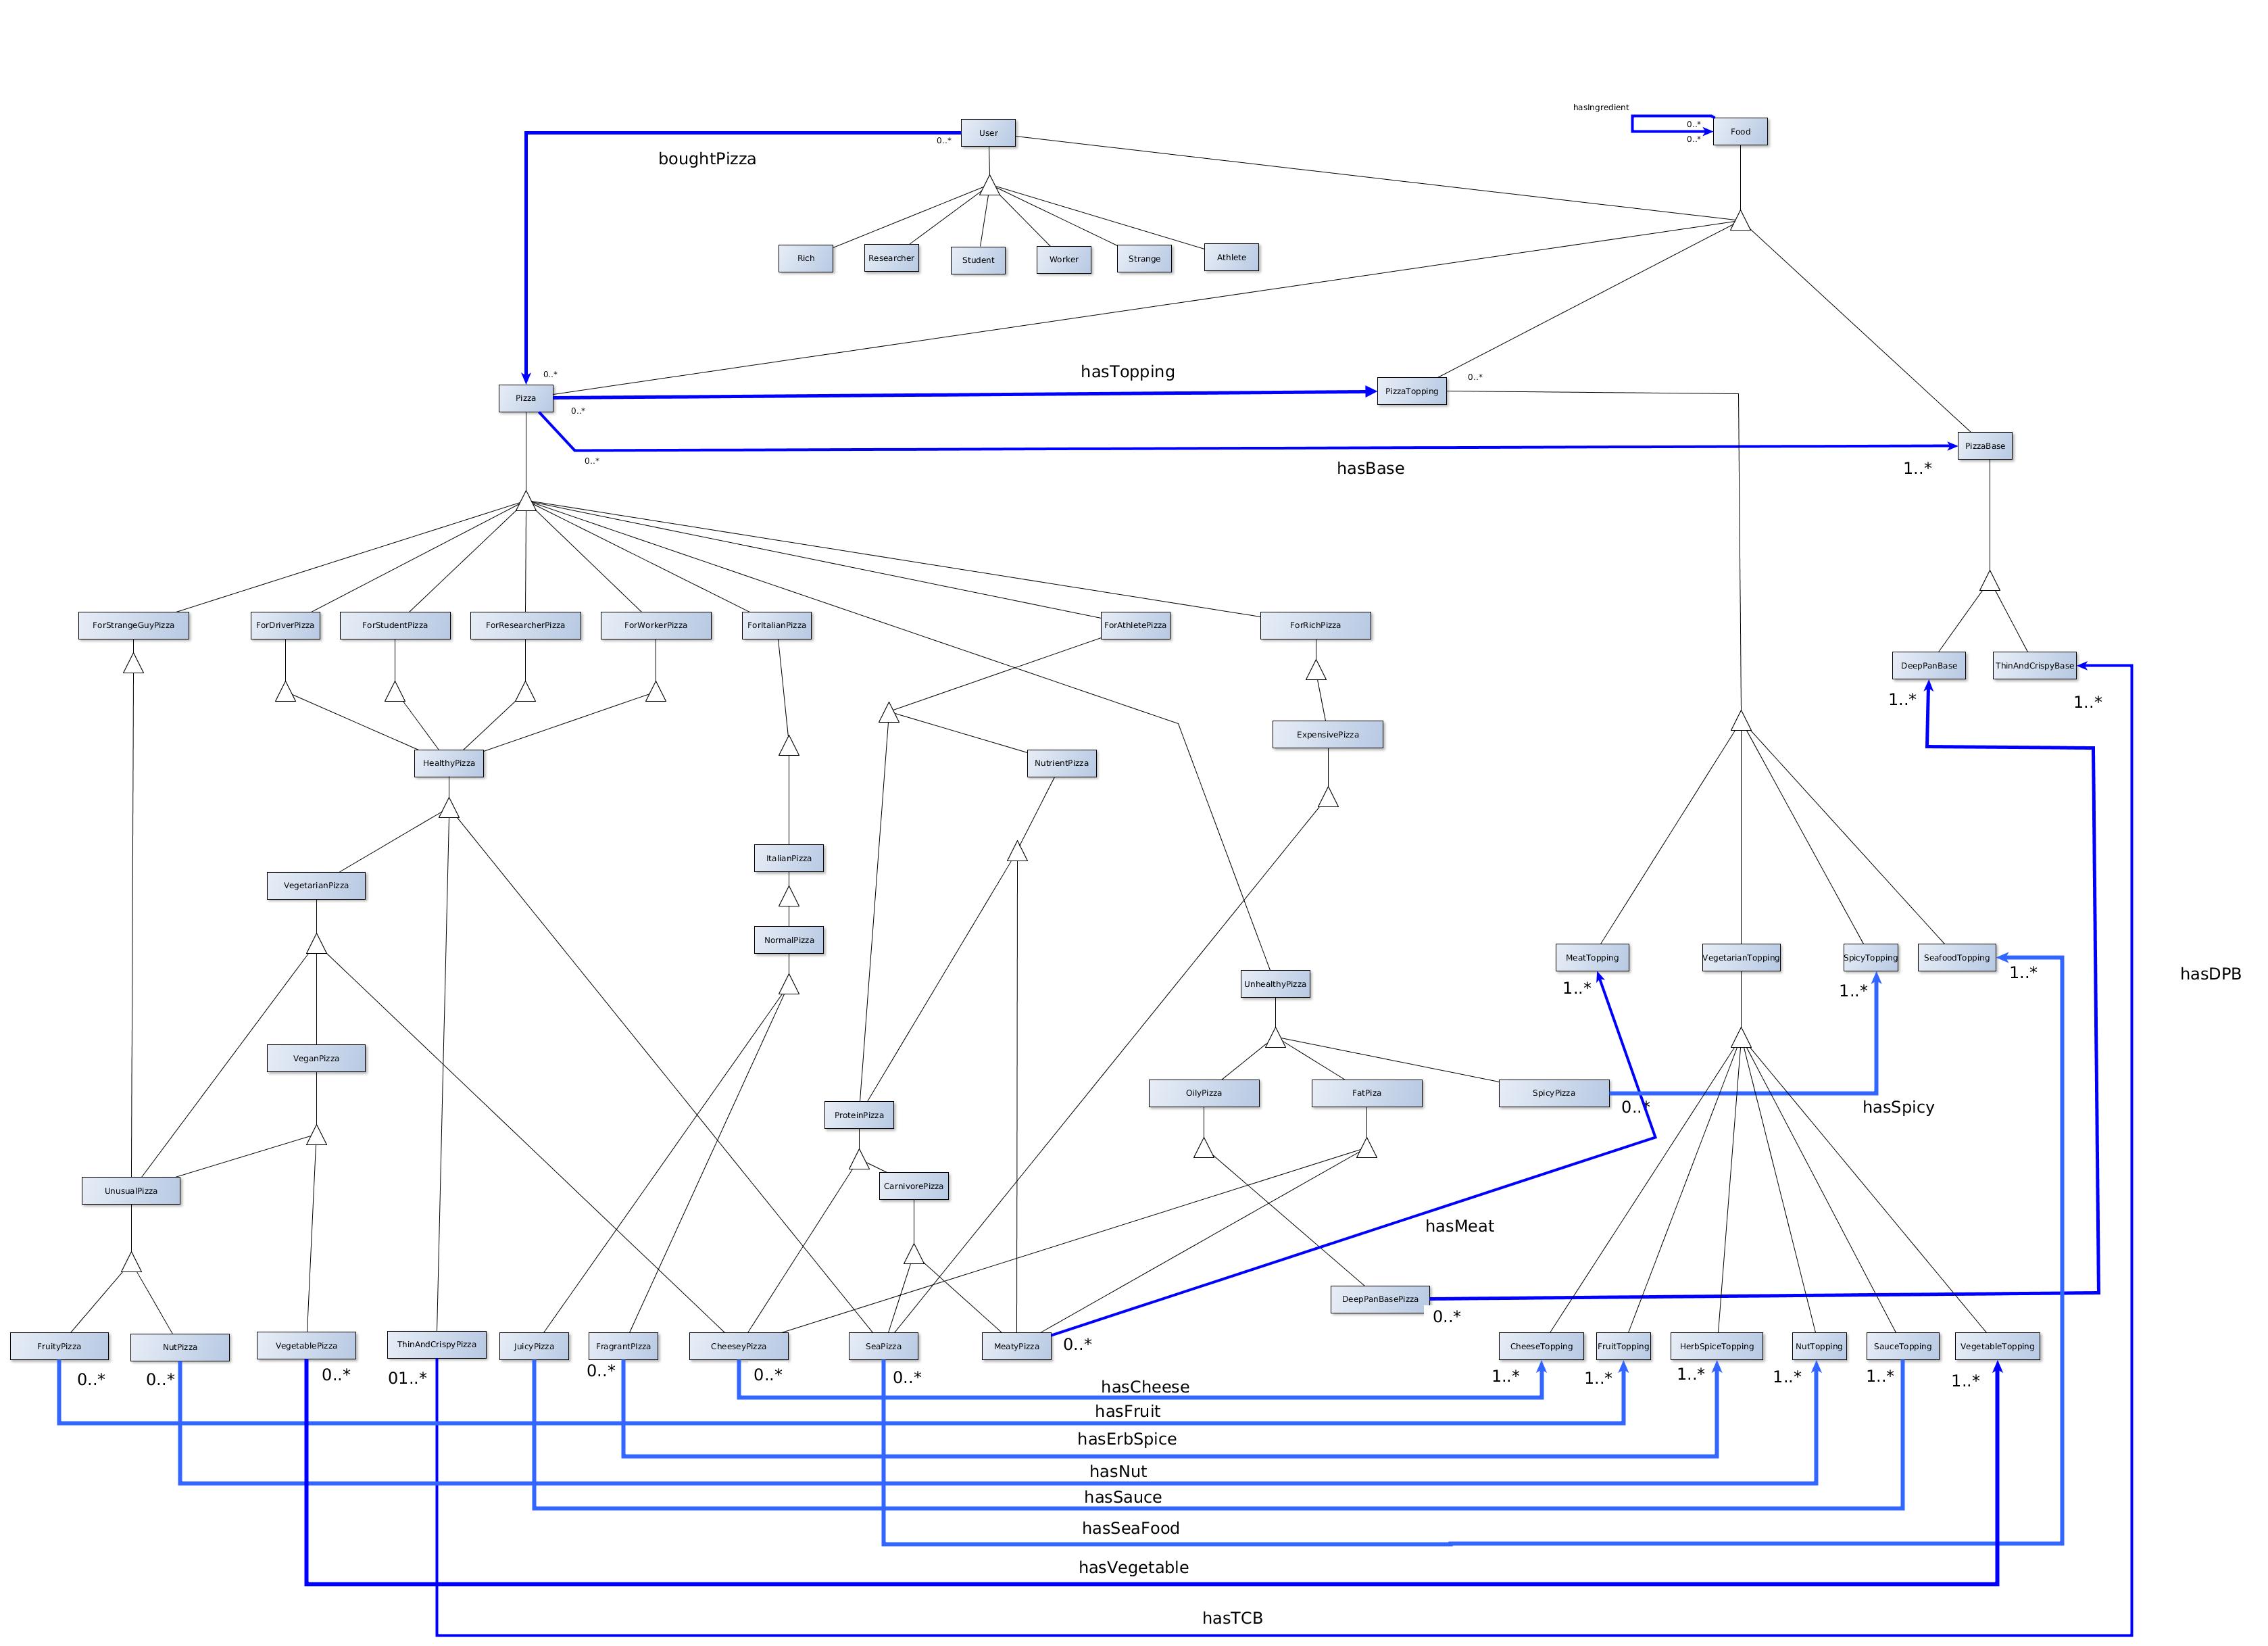 hasIngredient
User
Food
0..*
0..*
0..*
boughtPizza
Rich
Researcher
Student
Worker
Strange
Athlete
0..*
hasTopping
0..*
Pizza
PizzaTopping
0..*
PizzaBase
0..*
hasBase
1..*
ForStrangeGuyPizza
ForDriverPizza
ForStudentPizza
ForResearcherPizza
ForWorkerPizza
ForItalianPizza
ForAthletePizza
ForRichPizza
DeepPanBase
ThinAndCrispyBase
1..*
1..*
ExpensivePizza
HealthyPizza
NutrientPizza
ItalianPizza
VegetarianPizza
NormalPizza
MeatTopping
VegetarianTopping
SpicyTopping
SeafoodTopping
UnhealthyPizza
1..*
1..*
1..*
hasDPB
VeganPizza
OilyPizza
FatPiza
SpicyPizza
0..*
hasSpicy
ProteinPizza
UnusualPizza
CarnivorePizza
hasMeat
DeepPanBasePizza
0..*
FruityPizza
NutPizza
VegetablePizza
ThinAndCrispyPizza
JuicyPizza
FragrantPizza
CheeseyPizza
SeaPizza
MeatyPizza
0..*
CheeseTopping
FruitTopping
HerbSpiceTopping
NutTopping
SauceTopping
VegetableTopping
0..*
0..*
0..*
01..*
0..*
0..*
0..*
1..*
1..*
1..*
1..*
1..*
1..*
hasCheese
hasFruit
hasErbSpice
hasNut
hasSauce
hasSeaFood
hasVegetable
hasTCB